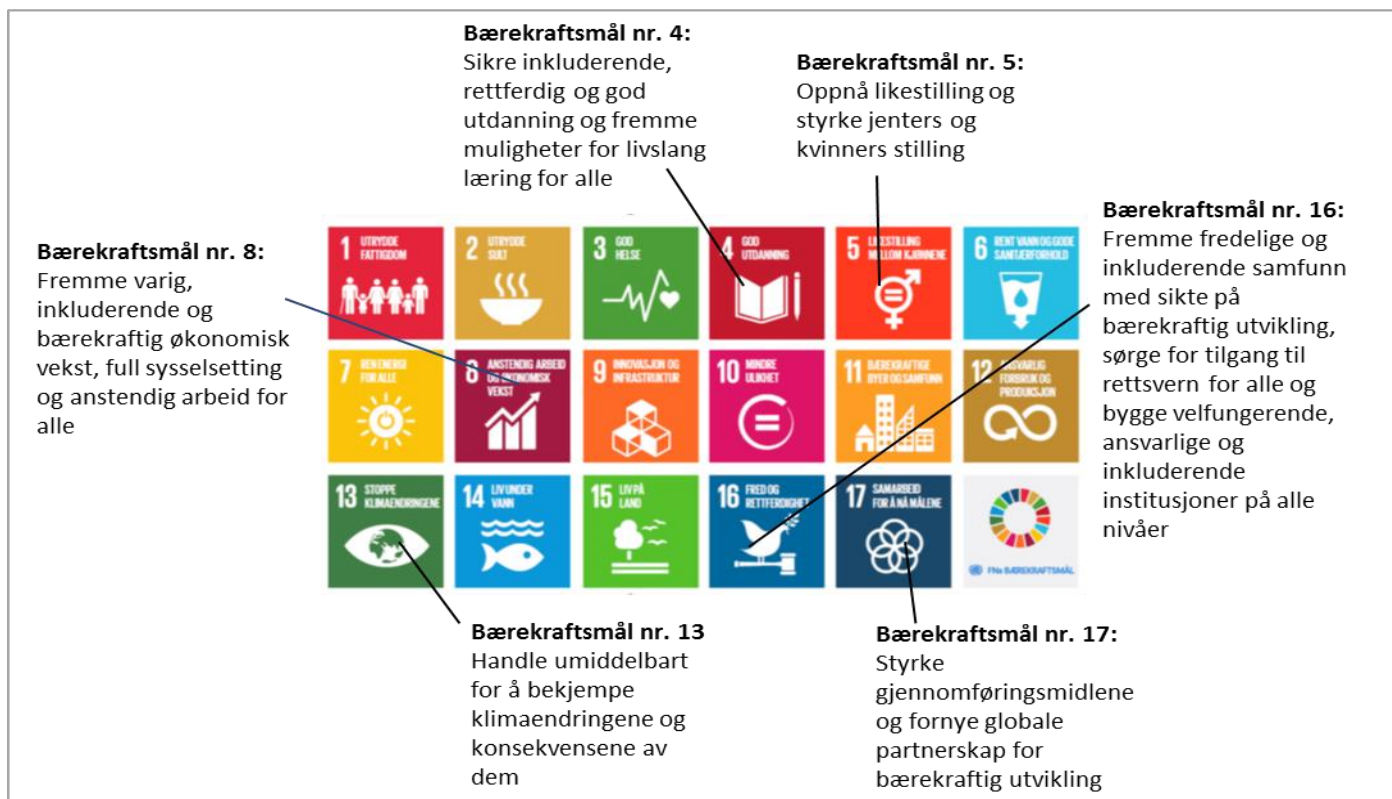 Bærekraftsmål nr. 4:
Sikre inkluderende,
rettferdig og god
utdanning og fremme
muligheter for livslang
læring for alle
Bærekraftsmål nr. 5:
Oppnå likestilling og
styrke jenters og
kvinners stilling
Bærekraftsmål nr. 8:
Fremme varig,
inkluderende og
bærekraftig økonomisk
vekst, full sysselsetting
og anstendig arbeid for
alle
Bærekraftsmål nr. 16:
Fremme fredelige og
inkluderende samfunn
med sikte på
bærekraftig utvikling,
sørge for tilgang til
rettsvern for alle og
bygge velfungerende,
ansvarlige og
inkluderende
institusjoner på alle
nivåer
1 UTRYDDE
FATTIGDOM
2 UTRYDDE
SULT
3 GOD
HELSE
4 GOD
UTDANNING
5 LIKESTILLING
MELLOM KJØNNENE
6 RENT VANN OG GODE
SANITÆRFORHOLD
7 REN ENERGI
FOR ALLE
8 ANSTENDIG ARBEID
OG ØKONOMISK
VEKST
9 INNOVASJON OG
INFRASTRUKTUR
10 MINDRE
ULIKHET
11 BÆREKRAFTIGE
BYER OG SAMFUNN
12 ANSVARLIG
FORBRUK OG
PRODUKSJON
13 STOPPE
KLIMAENDRINGENE
14 LIV UNDER
VANN
15 LIV PÅ
LAND
16 FRED OG
RETTFERDIGHET
17 SAMARBEID
FOR Å NÅ MÅLENE
FNs BÆREKRAFTSMÅL
Bærekraftsmål nr. 13
Handle umiddelbart
for å bekjempe
klimaendringene og
konsekvensene av
dem
Bærekraftsmål nr. 17:
Styrke
gjennomføringsmidlene
og fornye globale
partnerskap for
bærekraftig utvikling